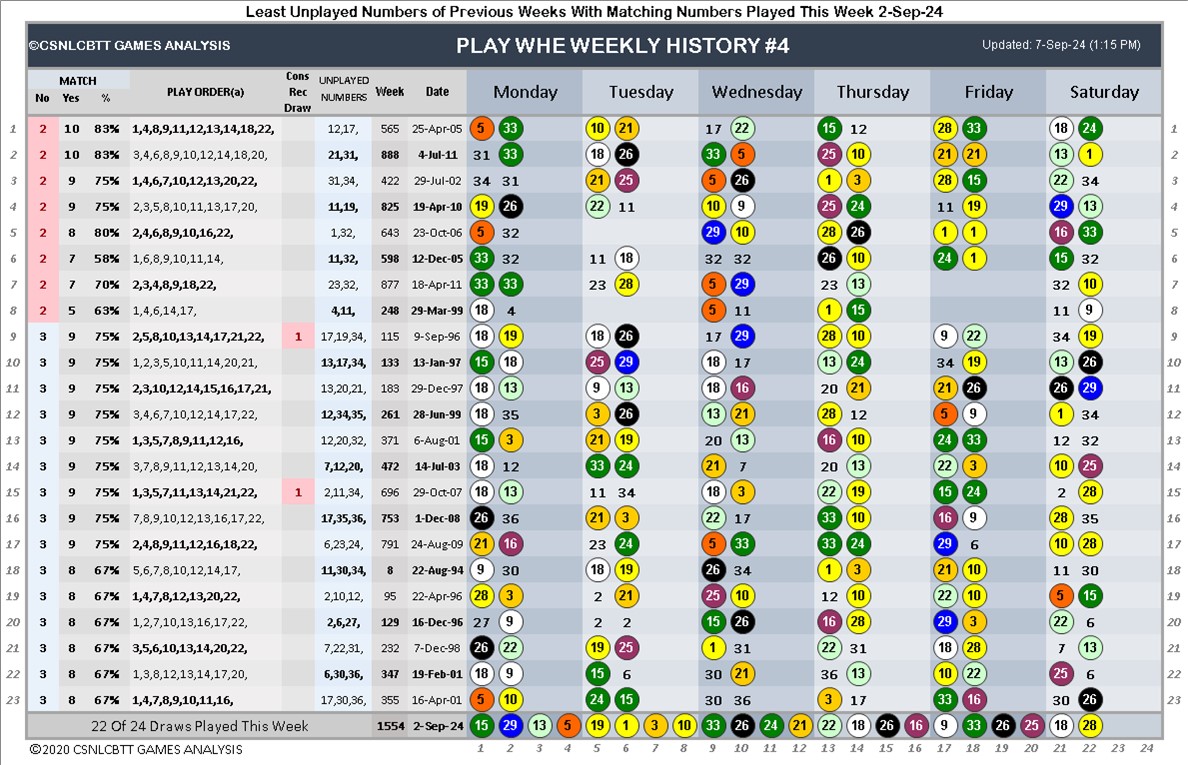 Least Unplayed Numbers of Previous Weeks With Matching Numbers Played This Week 2-Sep-24
©CSNLCBTT GAMES ANALYSIS PLAY WHE WEEKLY HISTORY #4 Updated: 7-Sep-24 (1:15 PM)
MATCH
No Yes % PLAY ORDER(a) Cons Rec Draw UNPLAYED NUMBERS Week Date Monday Tuesday Wednesday Thursday Friday Saturday
1 2 10 83% 1,4,8,9,11,12,13,14,18,22, 12,17, 565 25-Apr-05 5 33 10 21 17 22 15 12 28 33 18 24 1
2 2 10 83% 3,4,6,8,9,10,12,14,18,20, 21,31, 888 4-Jul-11 31 33 18 26 33 5 25 10 21 21 13 1 2
3 2 9 75% 1,4,6,7,10,12,13,20,22, 31,34, 422 29-Jul-02 34 31 21 25 5 26 1 3 28 15 22 34 3
4 2 9 75% 2,3,5,8,10,11,13,17,20, 11,19, 825 19-Apr-10 19 26 22 11 10 9 25 24 11 19 29 13 4
5 2 8 80% 2,4,6,8,9,10,16,22, 1,32, 643 23-Oct-06 5 32 29 10 28 26 1 1 16 33 5
6 2 7 58% 1,6,6,9,10,11,14, 11,32, 598 12-Dec-05 33 32 11 18 32 32 26 10 24 1 15 32 6
7 2 7 70% 2,3,4,8,9,18,22, 23,32, 877 18-Apr-11 33 33 23 28 5 29 23 13 32 10 7
8 2 5 63% 1,4,6,14,17, 4,11, 248 29-Mar-99 18 4 5 11 1 15 11 9 8
9 3 9 75% 2,5,8,10,13,14,17,21,22, 1 17,19,34, 115 9-Sep-96 18 19 18 26 17 29 28 10 9 22 34 19 9
10 3 9 75% 1,2,3,5,10,11,14,20,21, 13,17,34, 133 13-Jan-97 15 18 25 29 18 17 13 24 34 19 13 26 10
11 3 9 75% 2,3,10,12,14,15,16,17,21, 13,20,21, 183 29-Dec-97 18 13 9 13 18 16 20 21 21 26 26 29 11
12 3 9 75% 3,4,6,7,10,12,14,17,22, 12,34,35, 261 28-Jun-99 18 35 3 26 13 21 28 12 5 9 1 34 12
13 3 9 75% 1,3,5,7,8,9,11,12,16, 12,20,32, 371 6-Aug-01 15 3 21 19 20 13 16 10 24 33 12 32 13
14 3 9 75% 3,7,8,9,11,12,13,14,20, 7,12,20, 472 14-Jul-03 18 12 33 24 21 7 20 13 22 3 10 25 14
15 3 9 75% 1,3,5,7,11,13,14,21,22, 1 2,11,34, 696 29-Oct-07 18 13 11 34 18 3 22 19 15 24 2 28 15
16 3 9 75% 7,8,9,10,12,13,16,17,22, 17,35,36, 753 1-Dec-08 26 36 21 3 22 17 33 10 16 9 28 35 16
17 3 9 75% 2,4,8,9,11,12,16,18,22, 6,23,24, 791 24-Aug-09 21 16 23 24 5 33 33 24 29 6 10 28 17
18 3 8 67% 5,6,7,8,10,12,14,17, 11,30,34, 8 22-Aug-94 9 30 18 19 26 34 1 3 21 10 11 30 18
19 3 8 67% 1,4,7,8,12,13,20,22, 2,10,12, 95 22-Apr-96 28 3 2 21 25 10 12 10 22 10 5 15 19
20 3 8 67% 1,2,7,10,13,16,17,22, 2,6,27, 129 16-Dec-96 27 9 2 2 15 26 16 28 29 3 22 6 20
21 3 8 67% 3,5,6,10,13,14,20,22, 7,22,31, 232 7-Dec-98 26 22 19 25 1 31 22 31 18 28 7 13 21
22 3 8 67% 1,3,8,12,13,14,17,20, 6,30,36, 347 19-Feb-01 18 9 15 6 30 21 36 13 10 22 25 6 22
23 3 8 67% 1,4,7,8,9,10,11,16, 17,30,36, 355 16-Apr-01 5 10 24 15 30 36 3 17 33 16 30 26 23
22 Of 24 Draws Played This Week 1554 2-Sep-24 15 29 13 5 19 1 3 10 33 26 24 21 22 18 26 16 9 33 26 25 18 28
©2020 CSNLCBTT GAMES ANALYSIS 1 2 3 4 5 6 7 8 9 10 11 12 13 14 15 16 17 18 19 20 21 22 23 24